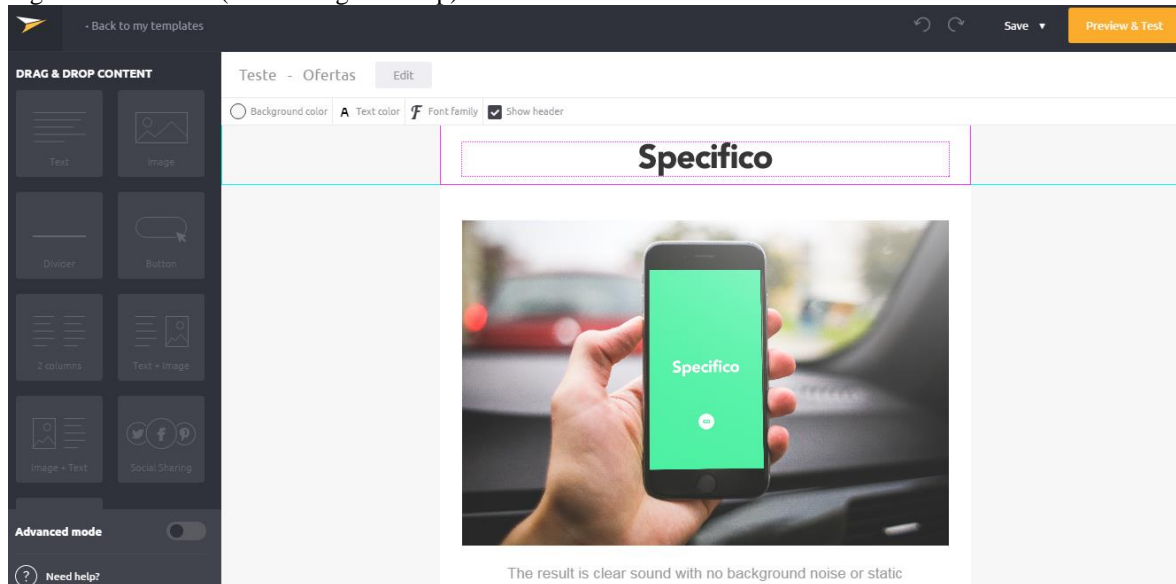 ‹ Back to my templates
Save ▼
Preview & Test
DRAG & DROP CONTENT
Text
Image
Divider
Button
2 columns
Text + Image
Image + Text
Social Sharing
Advanced mode
? Need help?
Teste - Ofertas
Edit
Background color
A Text color
F Font family
Show header
Specifico
Specifico
The result is clear sound with no background noise or static